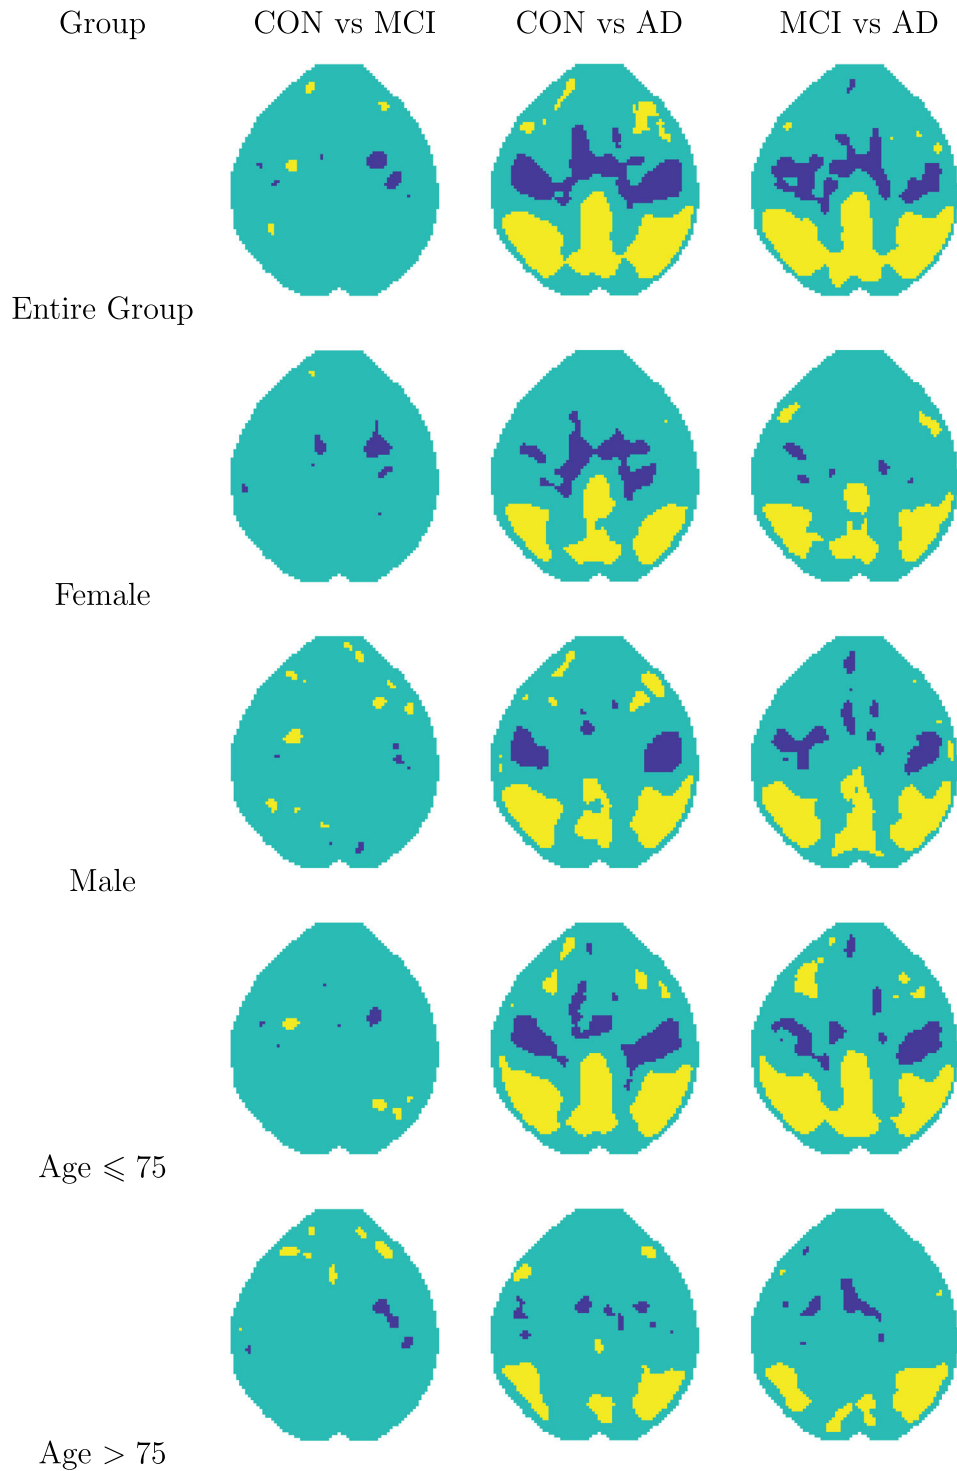 Group CON vs MCI CON vs AD MCI vs AD
Entire Group
Female
Male
Age ⩽ 75
Age > 75